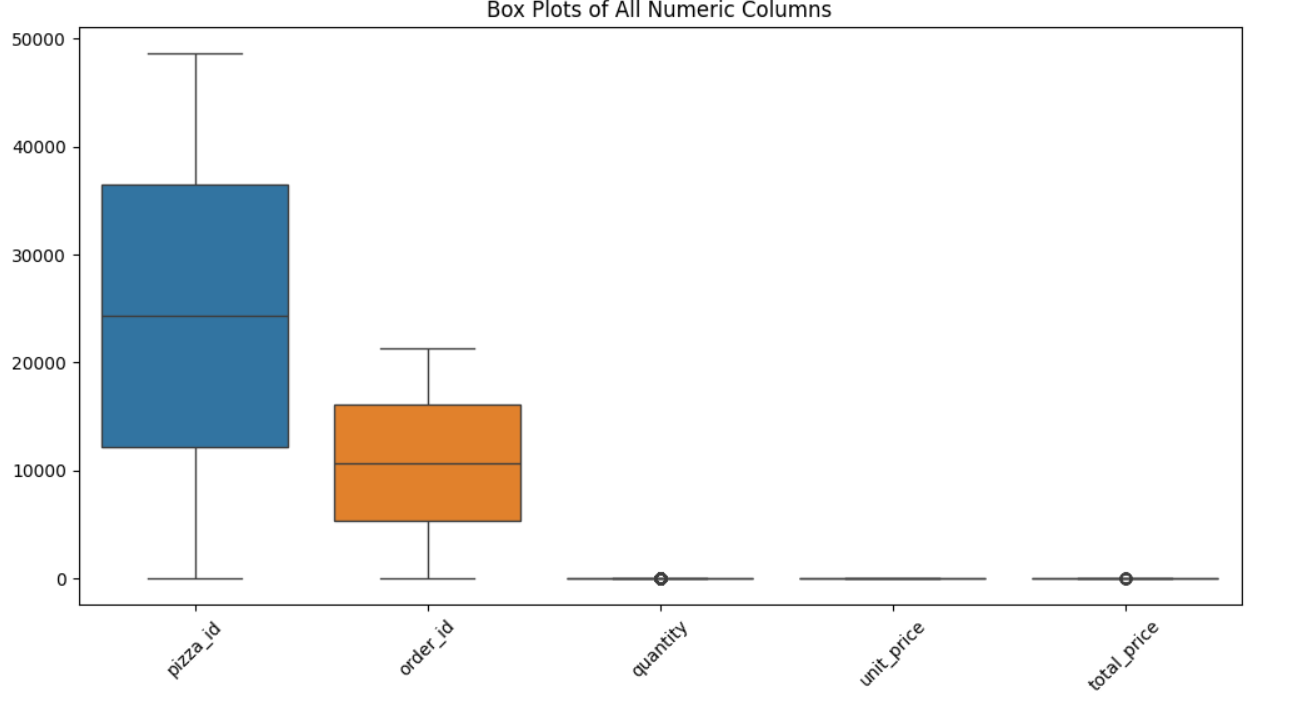 Box Plots of All Numeric Columns
50000
40000
30000
20000
10000
0
pizza_id
order_id
quantity
unit_price
total_price